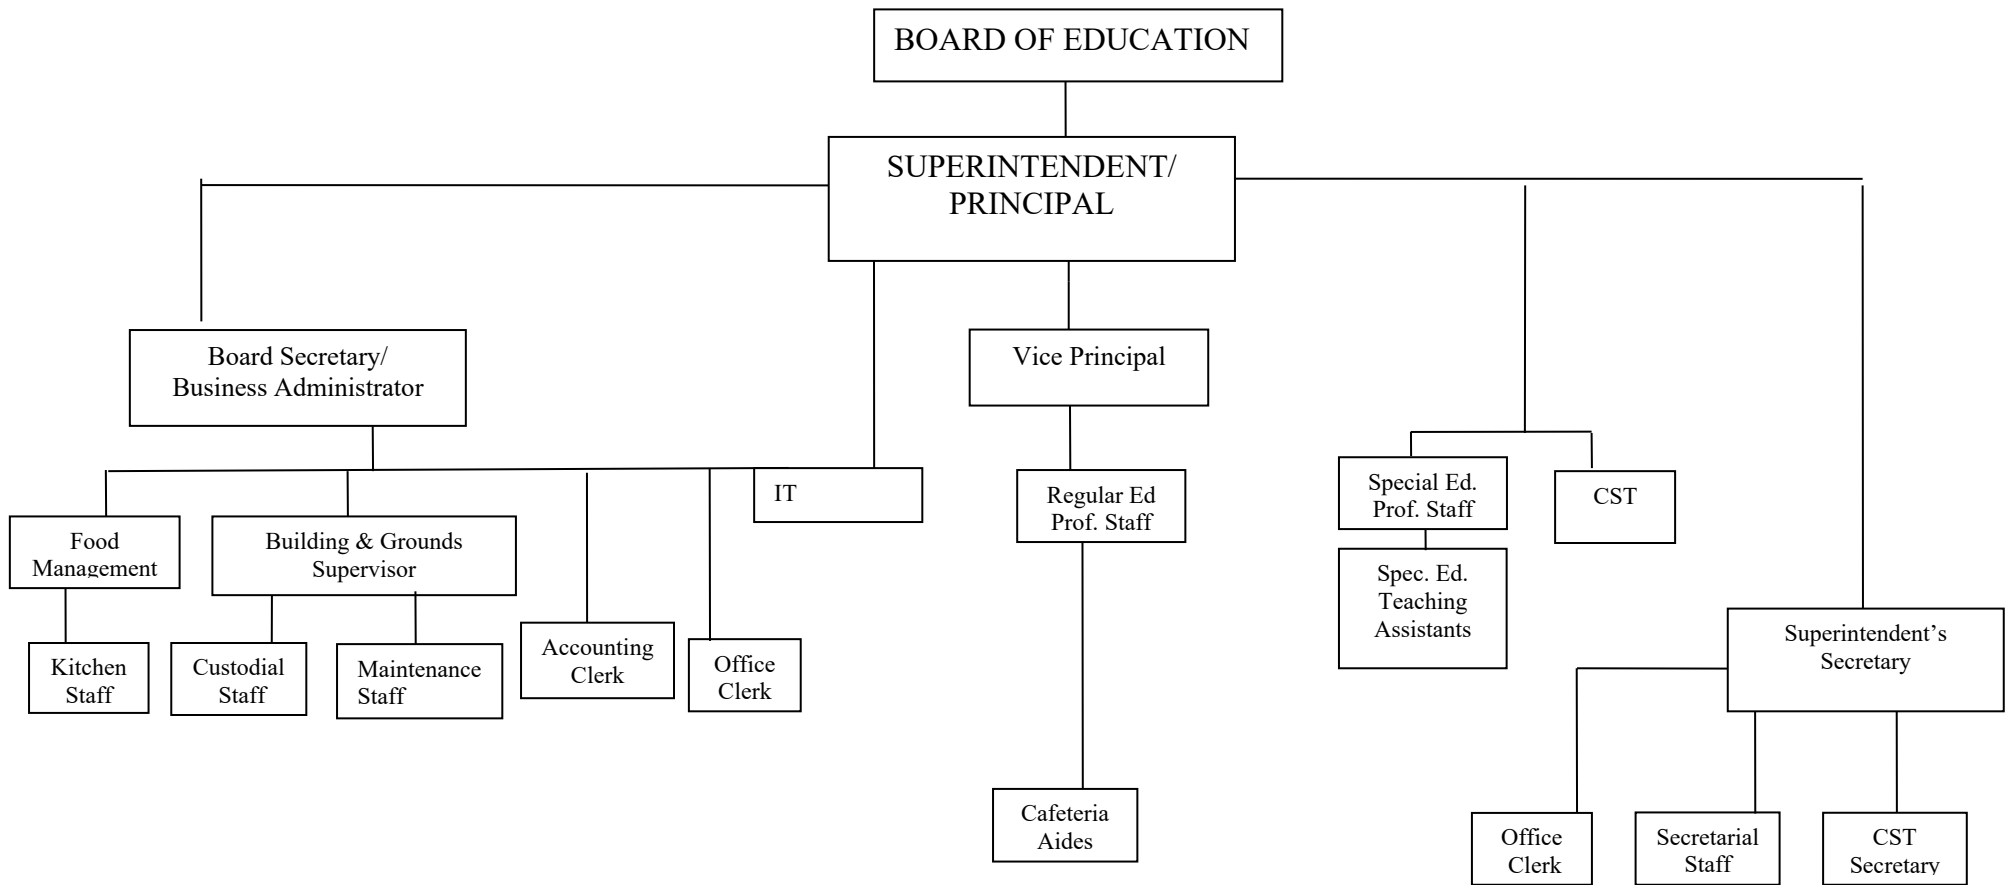 BOARD OF EDUCATION
SUPERINTENDENT/
PRINCIPAL
Board Secretary/
Business Administrator
Vice Principal
IT
Regular Ed
Prof. Staff
Special Ed.
Prof. Staff
CST
Food
Management
Building & Grounds
Supervisor
Spec. Ed.
Teaching
Assistants
Kitchen
Staff
Custodial
Staff
Maintenance
Staff
Accounting
Clerk
Office
Clerk
Superintendent’s
Secretary
Cafeteria
Aides
Office
Clerk
Secretarial
Staff
CST
Secretary